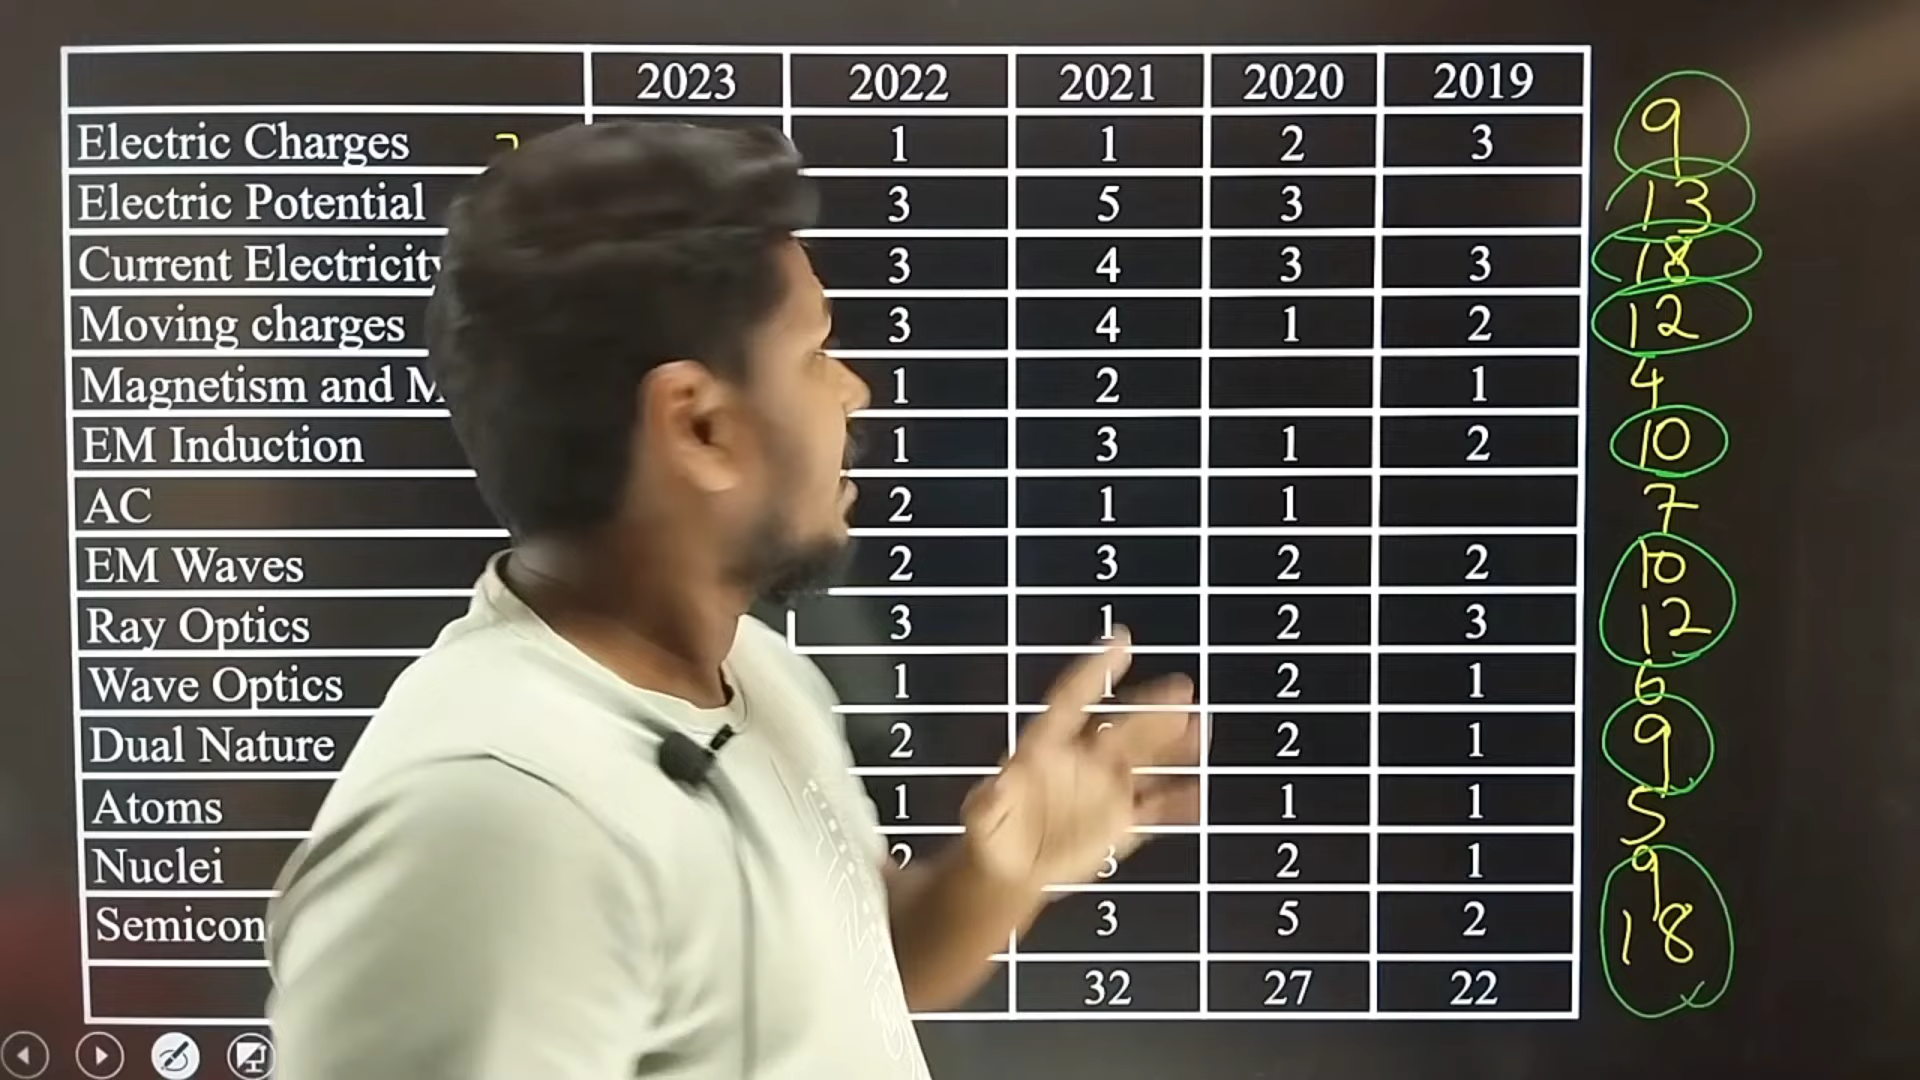 2023 2022 2021 2020 2019
Electric Charges 1 1 2 3 9
Electric Potential 3 5 3 13
Current Electricity 3 4 3 3 18
Moving charges 3 4 1 2 12
Magnetism and 1 2 1 4
EM Induction 1 3 1 2 10
AC 2 1 1 7
EM Waves 2 3 2 2 10
Ray Optics 3 1 2 3 12
Wave Optics 1 1 2 1 6
Dual Nature 2 2 1 9
Atoms 1 1 1 5
Nuclei 2 3 2 1 9
3 5 2 18
32 27 22